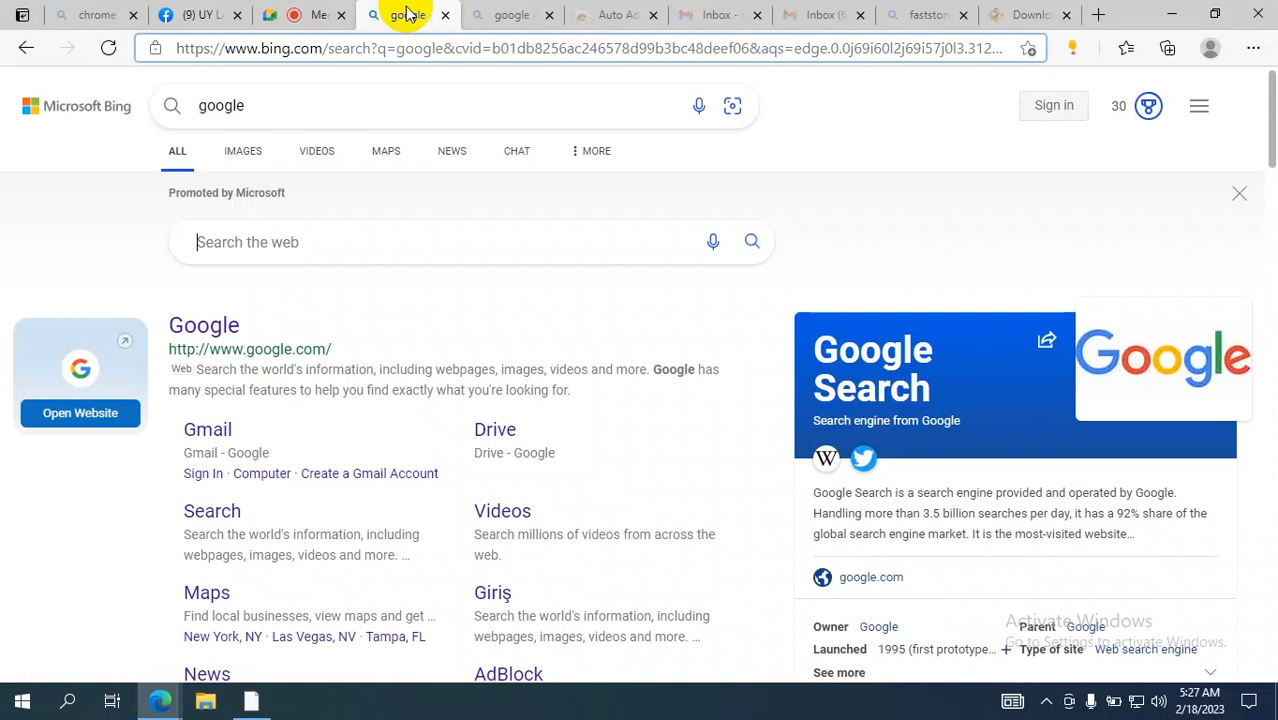 chrome
(9) UY L
Me
google
google
Auto Ad
Inbox -
Inbox (6
fastston
Downlo
https://www.bing.com/search?q=google&cvid=b01db8256ac246578d99b3bc48deef06&aqs=edge.0.0j69i60l2j69i57j0l3.312...
Microsoft Bing
google
Sign in
30
ALL
IMAGES
VIDEOS
MAPS
NEWS
CHAT
MORE
Promoted by Microsoft
Search the web
Open Website
Google
http://www.google.com/
Web Search the world's information, including webpages, images, videos and more. Google has
many special features to help you find exactly what you're looking for.
Gmail
Gmail - Google
Sign In · Computer · Create a Gmail Account
Drive
Drive - Google
Search
Search the world's information, including
webpages, images, videos and more. ...
Videos
Search millions of videos from across the
web.
Maps
Find local businesses, view maps and get ...
New York, NY · Las Vegas, NV · Tampa, FL
Giriş
Search the world's information, including
webpages, images, videos and more.
News
AdBlock
Google
Search
Search engine from Google
Google
W
Google Search is a search engine provided and operated by Google.
Handling more than 3.5 billion searches per day, it has a 92% share of the
global search engine market. It is the most-visited website...
google.com
Owner Google
Parent Google
Launched 1995 (first prototype...
Type of site Web search engine
See more
Activate Windows
Go to Settings to activate Windows.
5:27 AM
2/18/2023